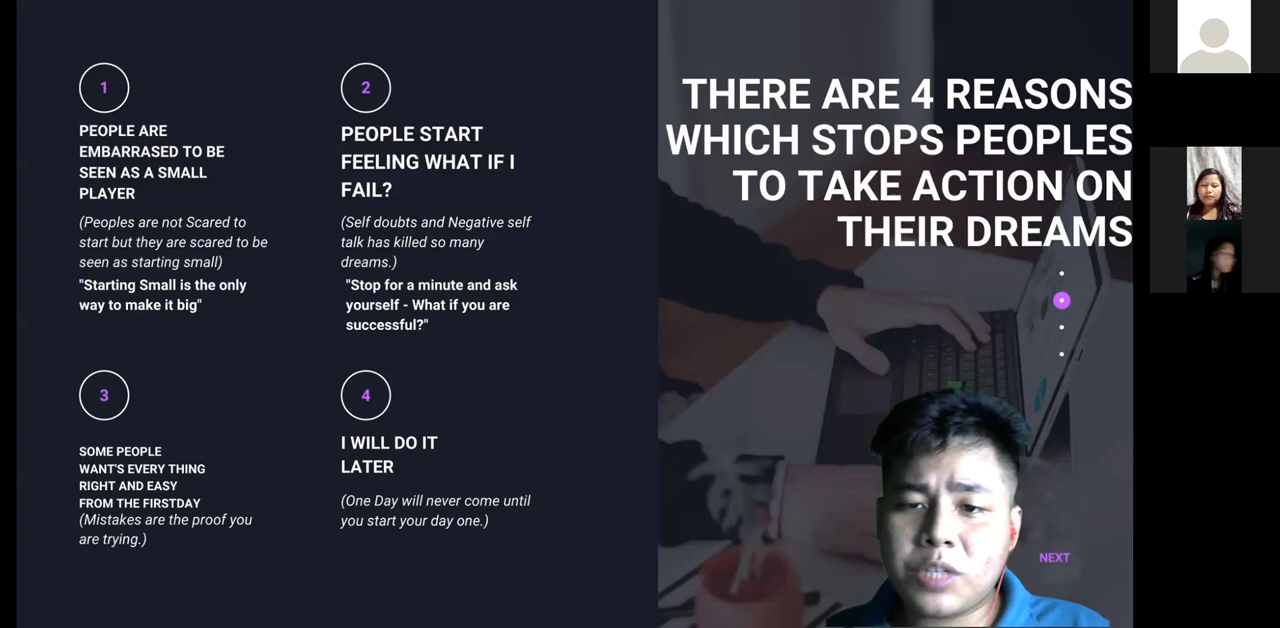 1
PEOPLE ARE
EMBARRASED TO BE
SEEN AS A SMALL
PLAYER
(Peoples are not Scared to
start but they are scared to be
seen as starting small)
"Starting Small is the only
way to make it big"
2
PEOPLE START
FEELING WHAT IF I
FAIL?
(Self doubts and Negative self
talk has killed so many
dreams.)
"Stop for a minute and ask
yourself - What if you are
successful?"
3
SOME PEOPLE
WANT'S EVERY THING
RIGHT AND EASY
FROM THE FIRSTDAY
(Mistakes are the proof you
are trying.)
4
I WILL DO IT
LATER
(One Day will never come until
you start your day one.)
THERE ARE 4 REASONS
WHICH STOPS PEOPLES
TO TAKE ACTION ON
THEIR DREAMS
NEXT